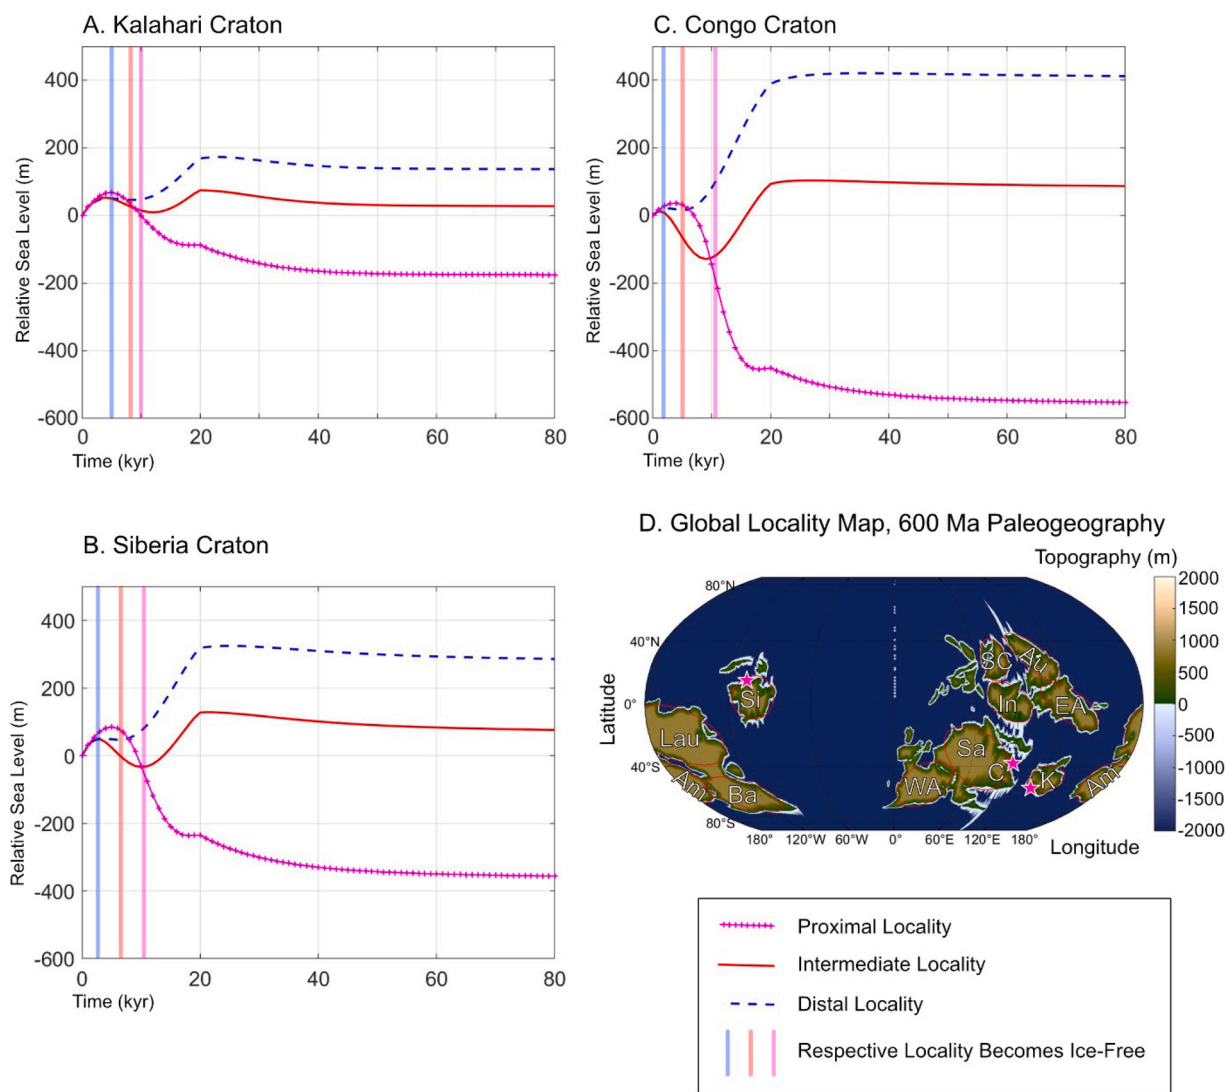 A. Kalahari Craton
400
200
0
-200
-400
-600
Relative Sea Level (m)
0
20
40
60
80
Time (kyr)
C. Congo Craton
400
200
0
-200
-400
-600
Relative Sea Level (m)
0
20
40
60
80
Time (kyr)
B. Siberia Craton
400
200
0
-200
-400
-600
Relative Sea Level (m)
0
20
40
60
80
Time (kyr)
D. Global Locality Map, 600 Ma Paleogeography
Topography (m)
2000
1500
1000
500
0
-500
-1000
-1500
-2000
80°N
40°N
0°
40°S
80°S
Latitude
180°
120°W
60°W
0°
60°E
120°E
180°
Longitude
Si
SC
Au
In
EA
Lau
Sa
C
K
WA
Am
Ba
Am
Proximal Locality
Intermediate Locality
Distal Locality
Respective Locality Becomes Ice-Free